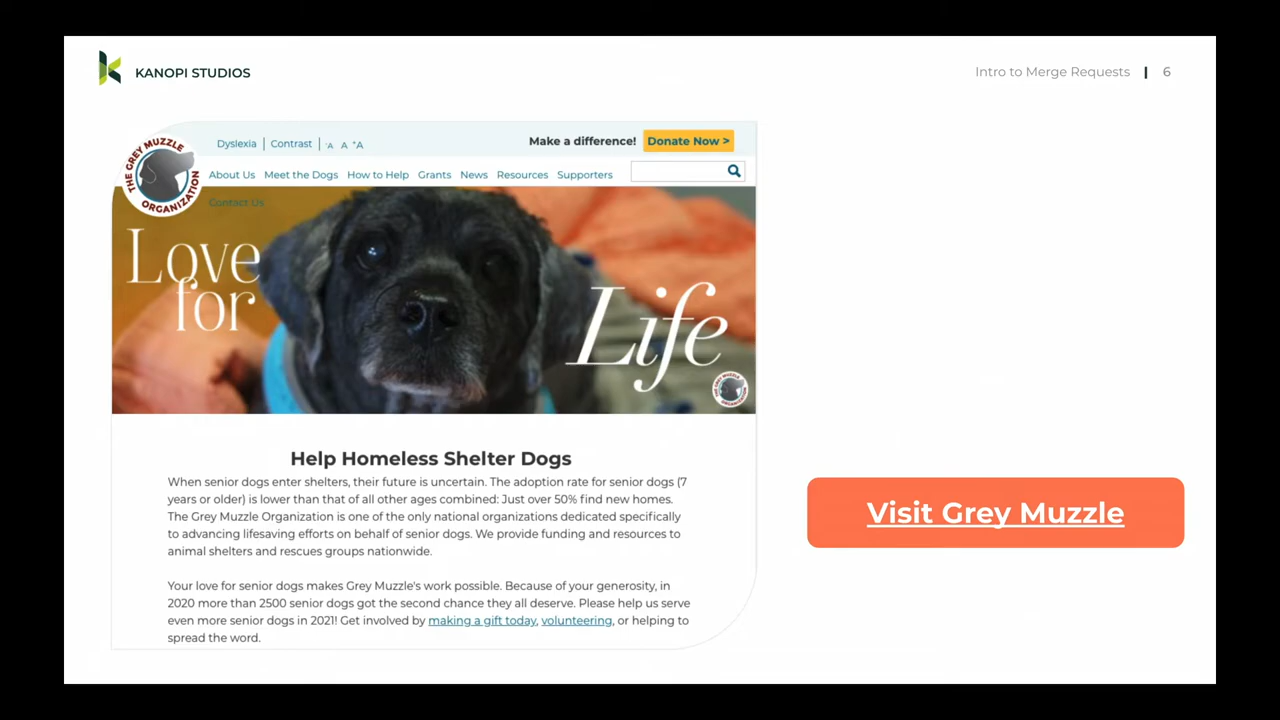 KANOPI STUDIOS
Intro to Merge Requests | 6
THE GREY MUZZLE ORGANIZATION
Dyslexia | Contrast | -A A +A
Make a difference! Donate Now >
About Us Meet the Dogs How to Help Grants News Resources Supporters
Contact Us
Love
for
Life
THE GREY MUZZLE ORGANIZATION
Help Homeless Shelter Dogs
When senior dogs enter shelters, their future is uncertain. The adoption rate for senior dogs (7
years or older) is lower than that of all other ages combined: Just over 50% find new homes.
The Grey Muzzle Organization is one of the only national organizations dedicated specifically
to advancing lifesaving efforts on behalf of senior dogs. We provide funding and resources to
animal shelters and rescues groups nationwide.
Your love for senior dogs makes Grey Muzzle's work possible. Because of your generosity, in
2020 more than 2500 senior dogs got the second chance they all deserve. Please help us serve
even more senior dogs in 2021! Get involved by making a gift today, volunteering, or helping to
spread the word.
Visit Grey Muzzle